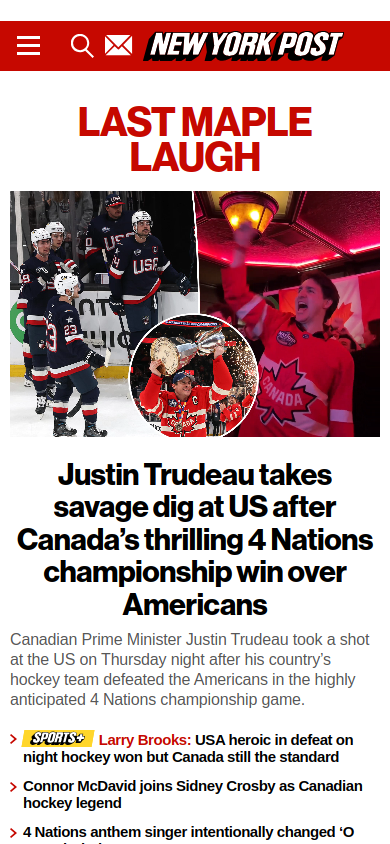 NEW YORK POST
LAST MAPLE
LAUGH
USA
23
CANADA
Justin Trudeau takes
savage dig at US after
Canada's thrilling 4 Nations
championship win over
Americans
Canadian Prime Minister Justin Trudeau took a shot
at the US on Thursday night after his country's
hockey team defeated the Americans in the highly
anticipated 4 Nations championship game.
SPORTS+ Larry Brooks: USA heroic in defeat on
night hockey won but Canada still the standard
Connor McDavid joins Sidney Crosby as Canadian
hockey legend
4 Nations anthem singer intentionally changed ‘O